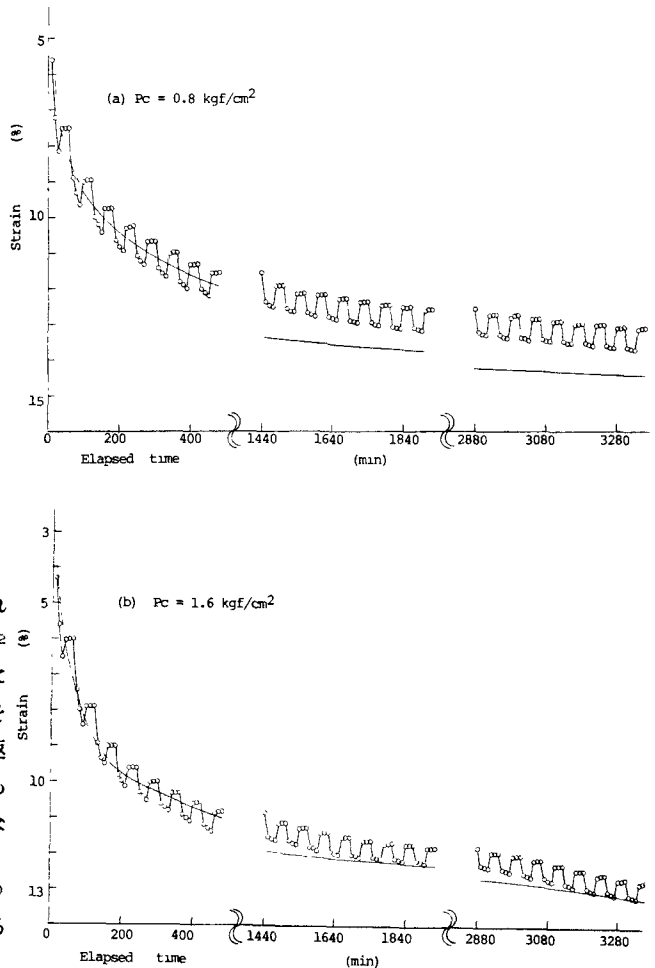 5
(a) Pc = 0.8 kgf/cm²
Strain (%)
10
15
200 400 1440 1640 1840 2880 3080 3280
Elapsed time (min)
3
5
(b) Pc = 1.6 kgf/cm²
Strain (%)
10
13
0 200 400 1440 1640 1840 2880 3080 3280
Elapsed time (min)